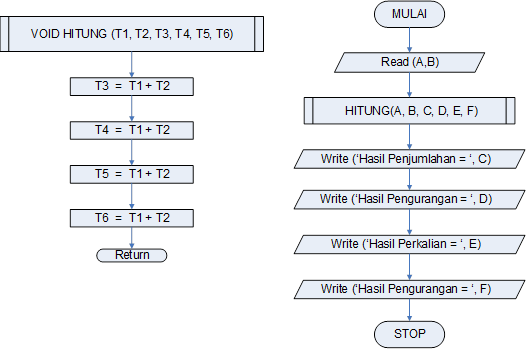 VOID HITUNG (T1, T2, T3, T4, T5, T6)
T3 = T1 + T2
T4 = T1 + T2
T5 = T1 + T2
T6 = T1 + T2
Return
MULAI
Read (A,B)
HITUNG(A, B, C, D, E, F)
Write (‘Hasil Penjumlahan = ‘, C)
Write (‘Hasil Pengurangan = ‘, D)
Write (‘Hasil Perkalian = ‘, E)
Write (‘Hasil Pengurangan = ‘, F)
STOP